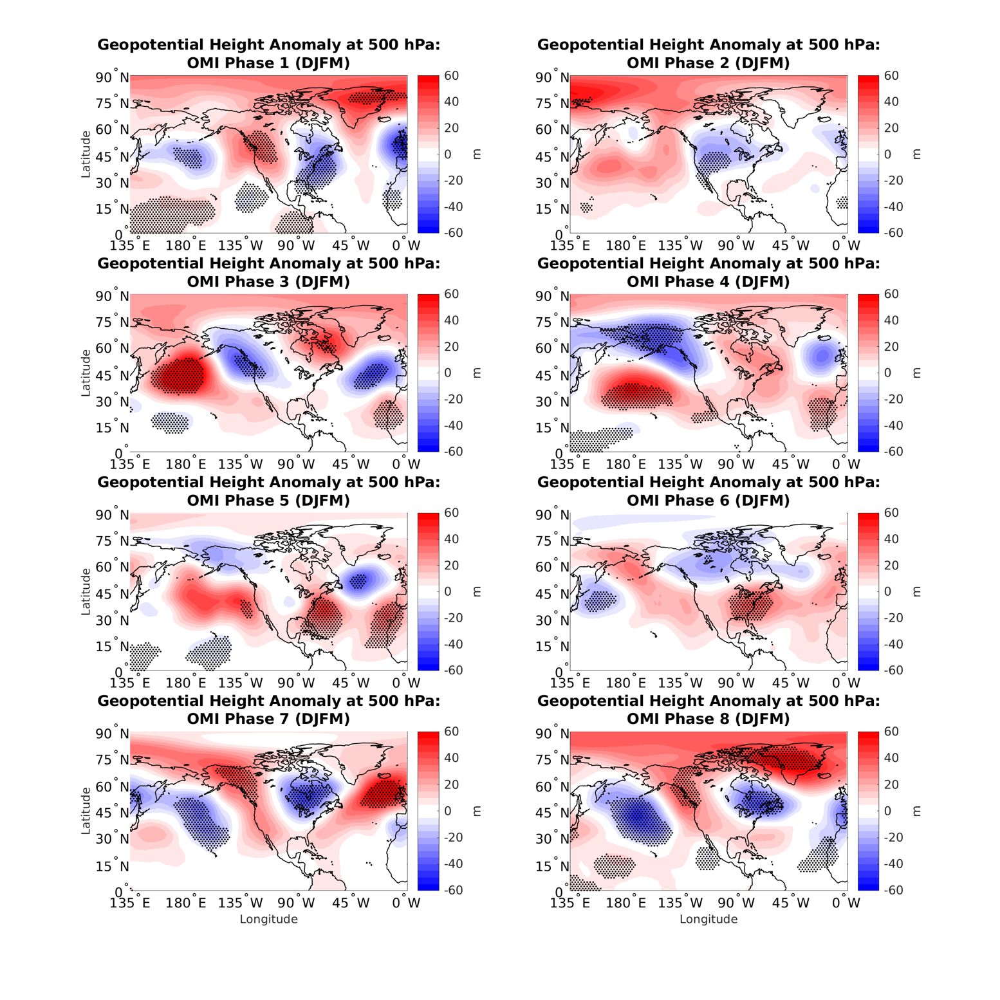 Geopotential Height Anomaly at 500 hPa:
OMI Phase 1 (DJFM)
90°N
75°N
60°N
45°N
30°N
15°N
0°
Latitude
135°E 180°E 135°W 90°W 45°W 0°W
60
40
20
0
-20
-40
-60
m
Geopotential Height Anomaly at 500 hPa:
OMI Phase 2 (DJFM)
90°N
75°N
60°N
45°N
30°N
15°N
0°
135°E 180°E 135°W 90°W 45°W 0°W
60
40
20
0
-20
-40
-60
m
Geopotential Height Anomaly at 500 hPa:
OMI Phase 3 (DJFM)
90°N
75°N
60°N
45°N
30°N
15°N
0°
Latitude
135°E 180°E 135°W 90°W 45°W 0°W
60
40
20
0
-20
-40
-60
m
Geopotential Height Anomaly at 500 hPa:
OMI Phase 4 (DJFM)
90°N
75°N
60°N
45°N
30°N
15°N
0°
135°E 180°E 135°W 90°W 45°W 0°W
60
40
20
0
-20
-40
-60
m
Geopotential Height Anomaly at 500 hPa:
OMI Phase 5 (DJFM)
90°N
75°N
60°N
45°N
30°N
15°N
0°
Latitude
135°E 180°E 135°W 90°W 45°W 0°W
60
40
20
0
-20
-40
-60
m
Geopotential Height Anomaly at 500 hPa:
OMI Phase 6 (DJFM)
90°N
75°N
60°N
45°N
30°N
15°N
0°
135°E 180°E 135°W 90°W 45°W 0°W
60
40
20
0
-20
-40
-60
m
Geopotential Height Anomaly at 500 hPa:
OMI Phase 7 (DJFM)
90°N
75°N
60°N
45°N
30°N
15°N
0°
Latitude
135°E 180°E 135°W 90°W 45°W 0°W
Longitude
60
40
20
0
-20
-40
-60
m
Geopotential Height Anomaly at 500 hPa:
OMI Phase 8 (DJFM)
90°N
75°N
60°N
45°N
30°N
15°N
0°
135°E 180°E 135°W 90°W 45°W 0°W
Longitude
60
40
20
0
-20
-40
-60
m